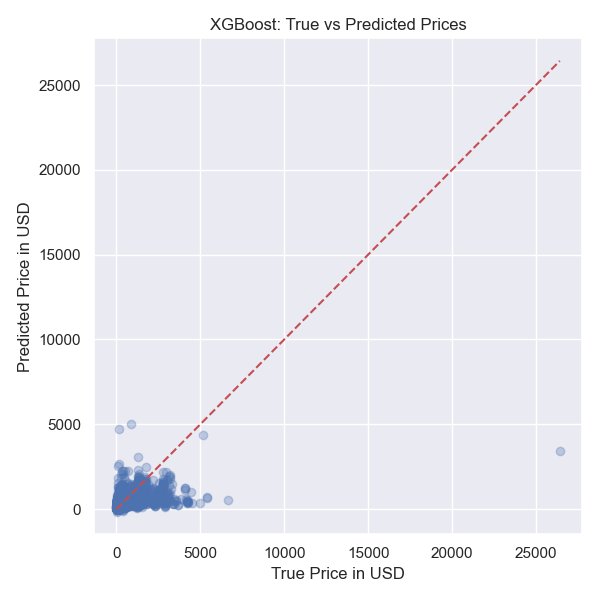 XGBoost: True vs Predicted Prices
Predicted Price in USD
25000
20000
15000
10000
5000
0
0 5000 10000 15000 20000 25000
True Price in USD